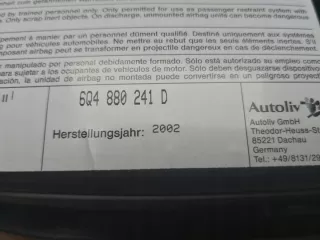 by trained personnel only. Only permitted for use as passenger restraint system with
Only scrap inert objects. On discharge, unmounted airbag units can become dangerous
à manier par un personnel dûment qualifié. Destiné uniquement aux systèmes
véhicules automobiles. Ne mettre au rebut que les seuls éléments inertes. S'il
airbag peut se transformer en projectile dangereux en cas de déclenchement.
manipulado por personal debidamente formado. Sólo está autorizado su empleo como
para sujetar a los ocupantes de vehículos de motor. Sólo deben desguazarse dispositivos
la unidad de airbag no montada puede convertirse en un peligroso proyectil
6Q4 880 241 D
Herstellungsjahr: 2002
Autoliv
Autoliv GmbH
Theodor-Heuss-St
85221 Dachau
Germany
Tel.: +49/8131/29